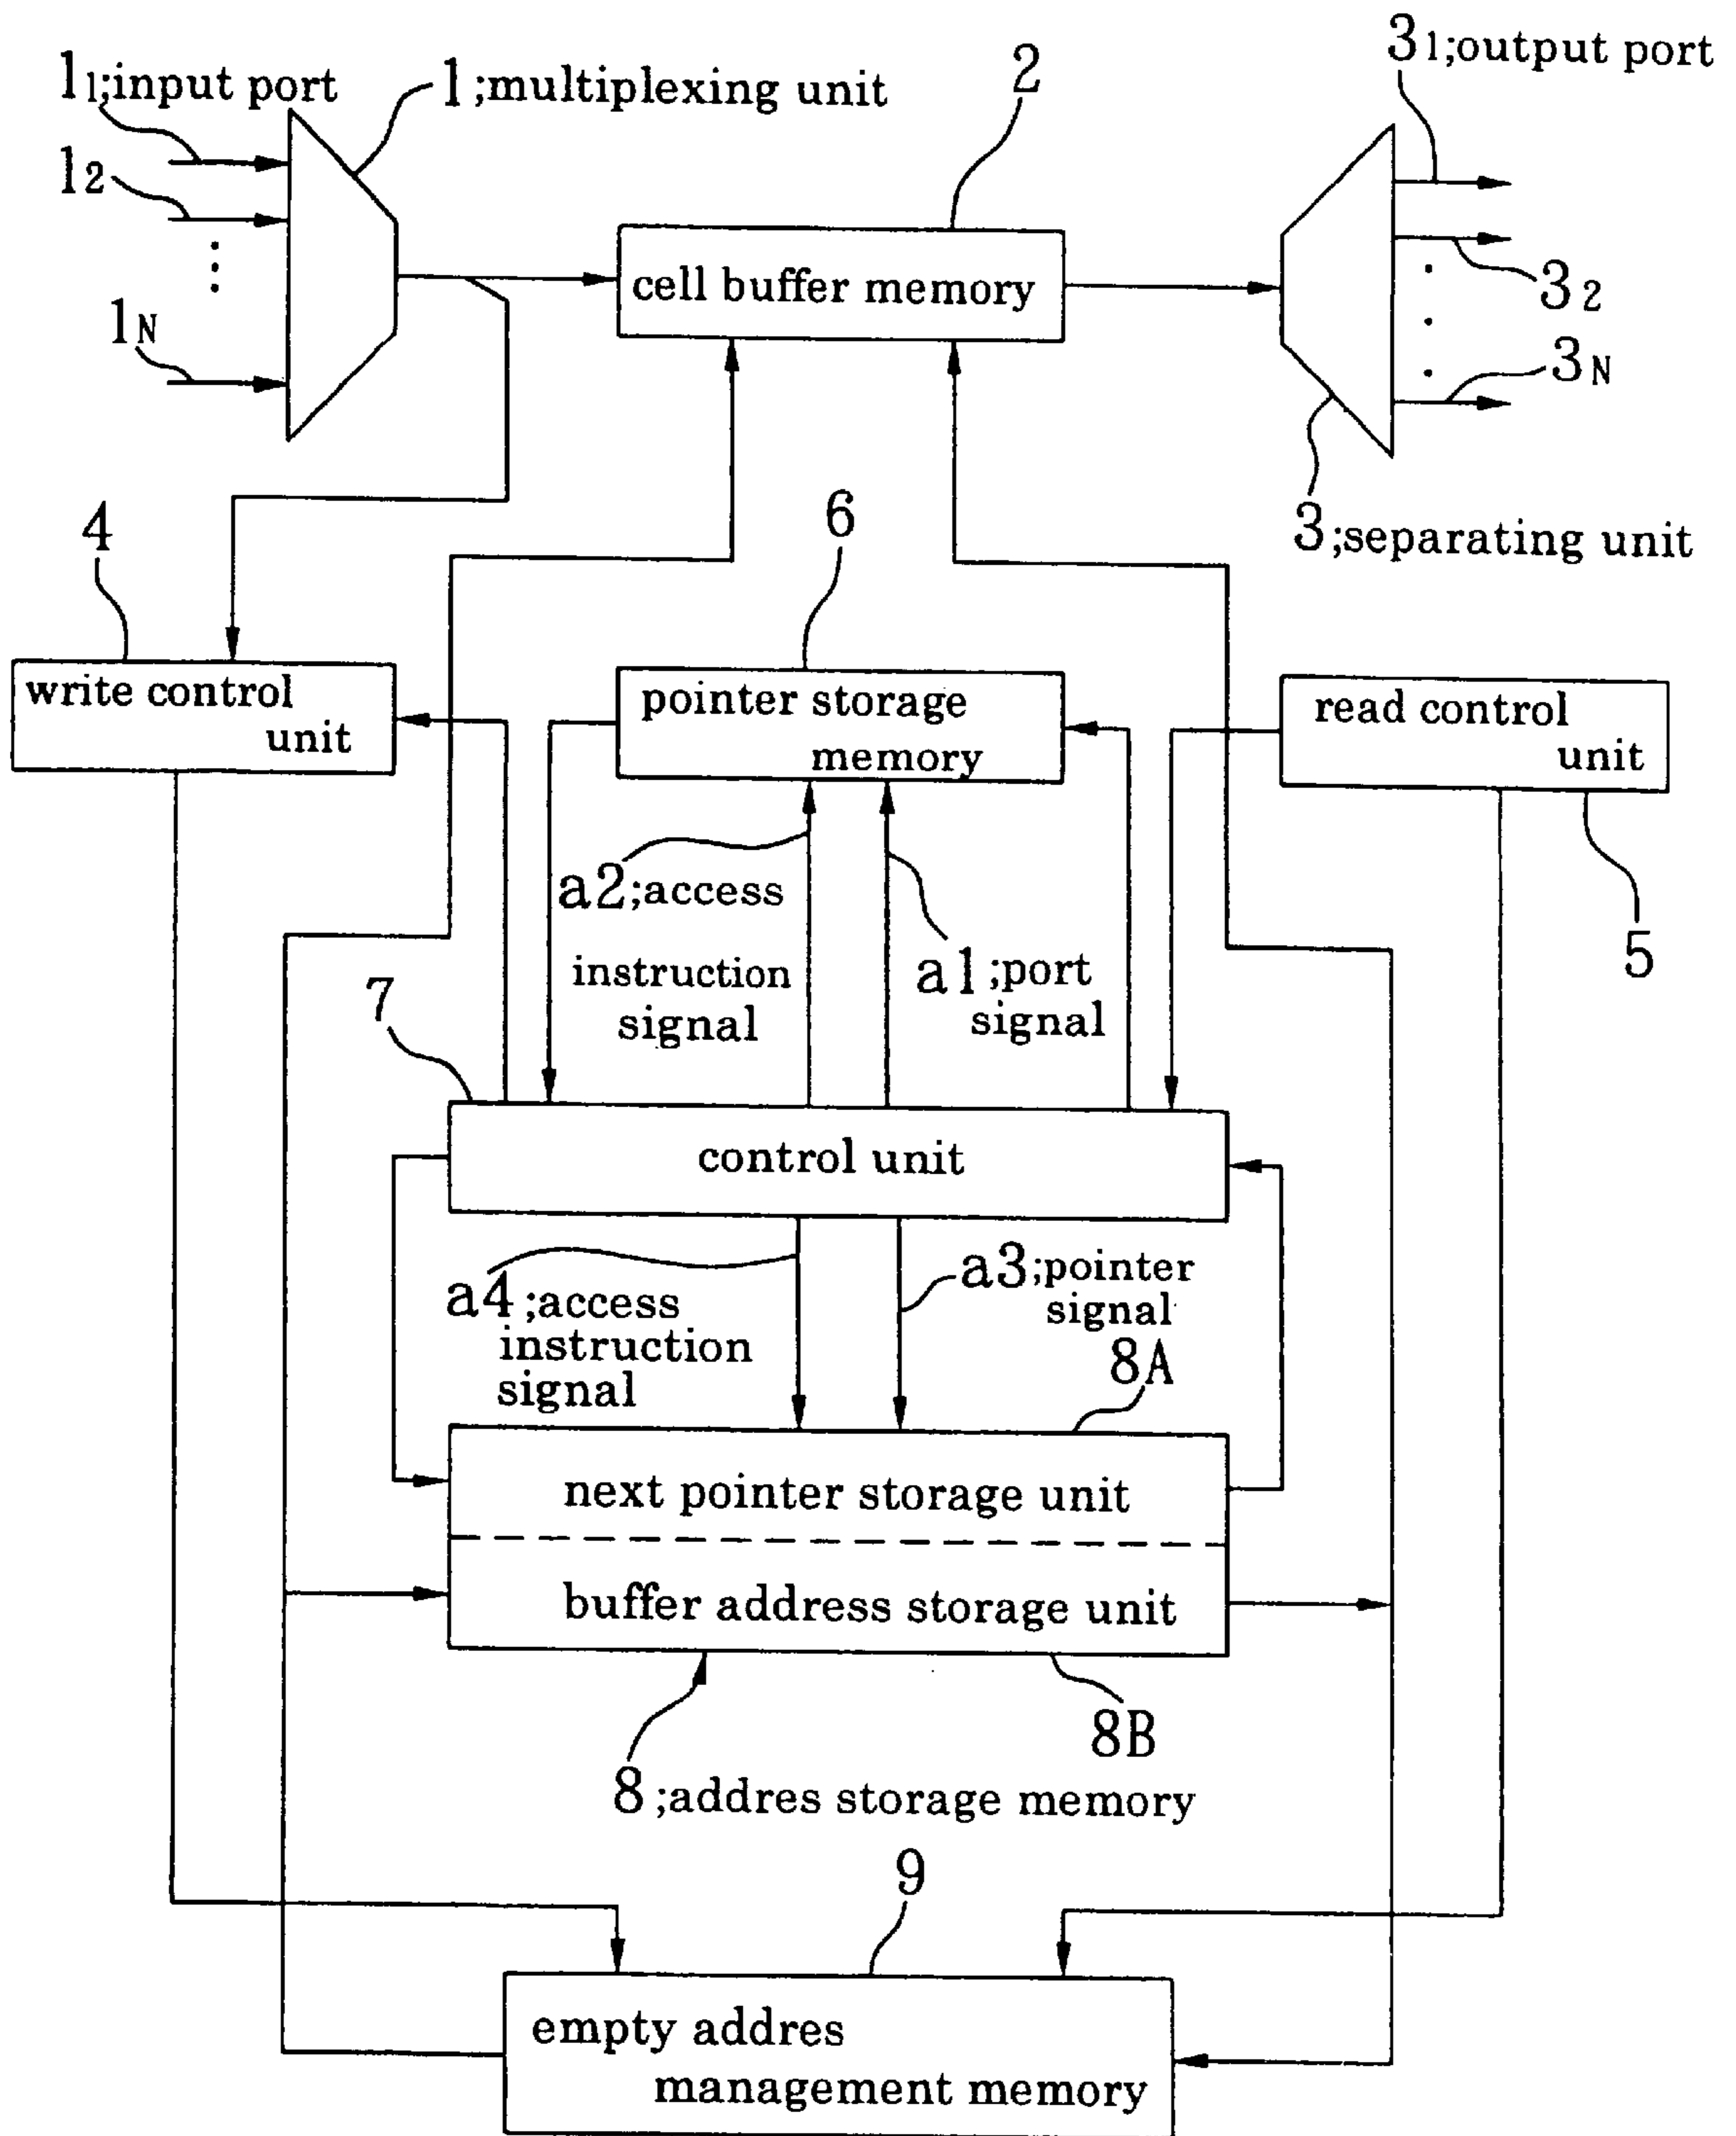 1₁;input port
1;multiplexing unit
2
3₁;output port
1₂
1N
cell buffer memory
3₂
3N
3;separating unit
4
6
write control
unit
pointer storage
memory
read control
unit
a2;access
instruction
signal
a1;port
signal
5
7
control unit
a4;access
instruction
signal
a3;pointer
signal
8A
next pointer storage unit
buffer address storage unit
8B
8;addres storage memory
9
empty addres
management memory